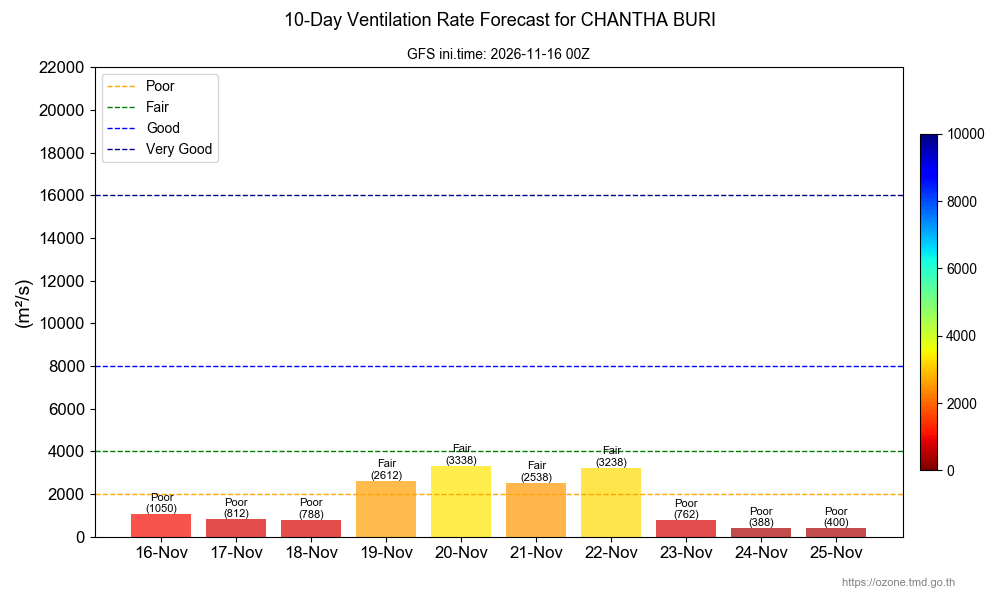 10-Day Ventilation Rate Forecast for CHANTHA BURI
GFS ini.time: 2026-11-16 00Z
(m²/s)
22000
20000
18000
16000
14000
12000
10000
8000
6000
4000
2000
0
Poor
Fair
Good
Very Good
Poor
(1050)
Poor
(812)
Poor
(788)
Fair
(2612)
Fair
(3338)
Fair
(2538)
Fair
(3238)
Poor
(762)
Poor
(388)
Poor
(400)
16-Nov 17-Nov 18-Nov 19-Nov 20-Nov 21-Nov 22-Nov 23-Nov 24-Nov 25-Nov
10000
8000
6000
4000
2000
0
https://ozone.tmd.go.th